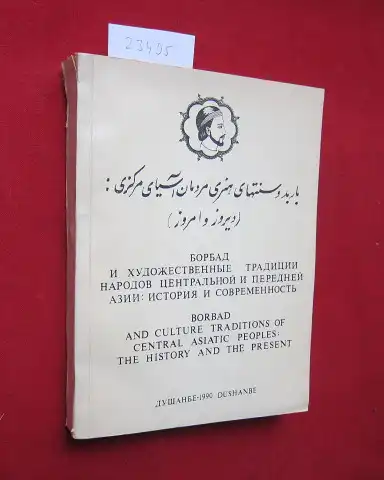 23495
باربد و سنتهای هنری مردمان آسیای مرکزی :
( دیروز و امروز )
БОРБАД
И ХУДОЖЕСТВЕННЫЕ ТРАДИЦИИ
НАРОДОВ ЦЕНТРАЛЬНОЙ И ПЕРЕДНЕЙ
АЗИИ: ИСТОРИЯ И СОВРЕМЕННОСТЬ
BORBAD
AND CULTURE TRADITIONS OF
CENTRAL ASIATIC PEOPLES:
THE HISTORY AND THE PRESENT
ДУШАНБЕ-1990 DUSHANBE